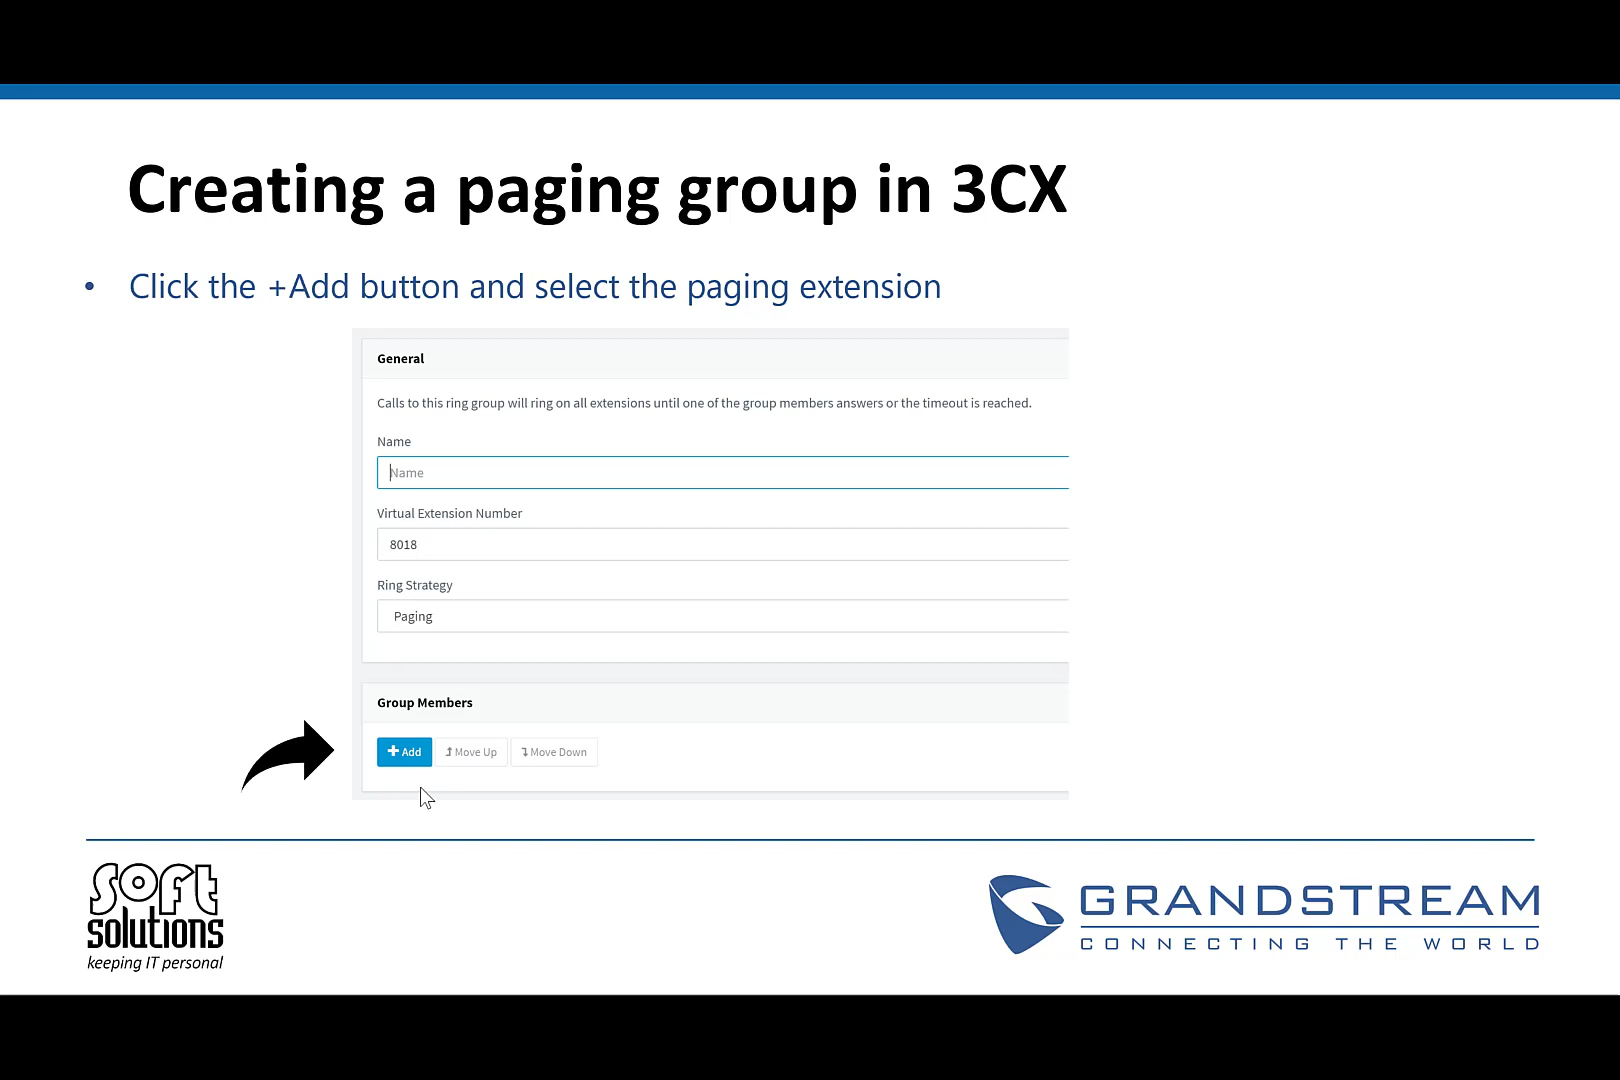 Creating a paging group in 3CX
• Click the +Add button and select the paging extension
General
Calls to this ring group will ring on all extensions until one of the group members answers or the timeout is reached.
Name
Name
Virtual Extension Number
8018
Ring Strategy
Paging
Group Members
+ Add Move Up Move Down
soft
solutions
keeping IT personal
GRANDSTREAM
CONNECTING THE WORLD